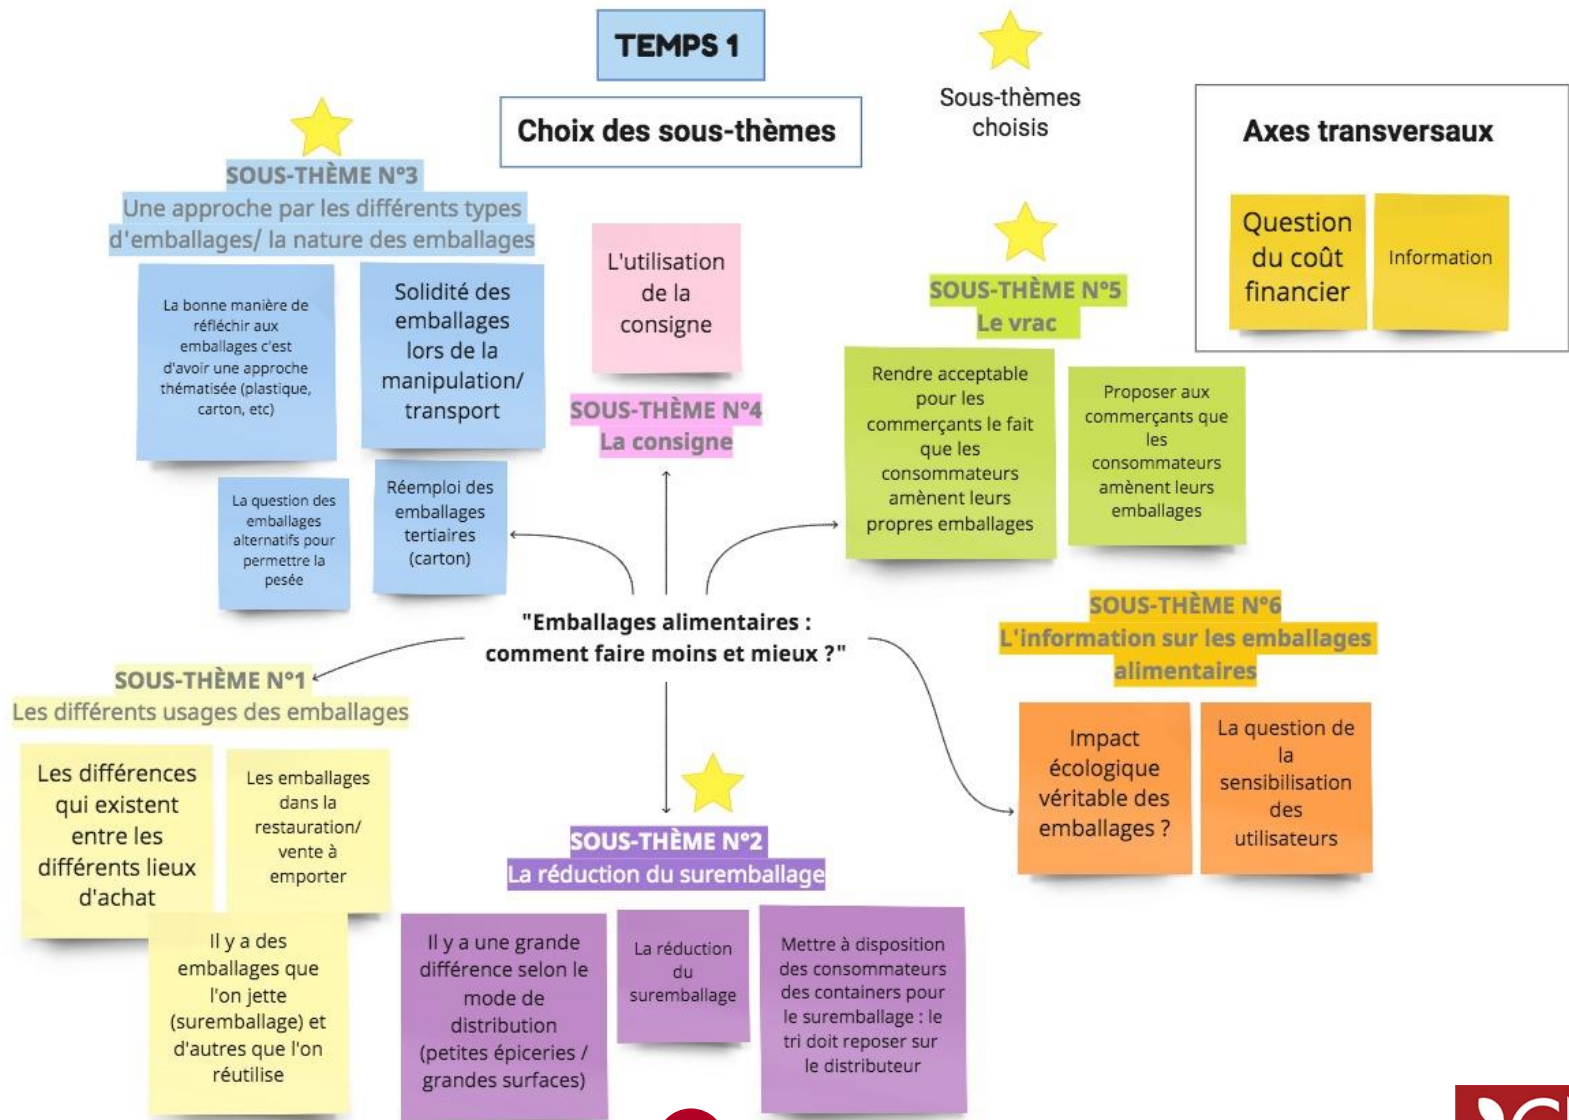 TEMPS 1
Choix des sous-thèmes
Sous-thèmes
choisis
Axes transversaux
Question
du coût
financier
Information
SOUS-THÈME N°3
Une approche par les différents types
d'emballages/ la nature des emballages
La bonne manière de
réfléchir aux
emballages c'est
d'avoir une approche
thématisée (plastique,
carton, etc)
Solidité des
emballages
lors de la
manipulation/
transport
La question des
emballages
alternatifs pour
permettre la
pesée
Réemploi des
emballages
tertiaires
(carton)
L'utilisation
de la
consigne
SOUS-THÈME N°4
La consigne
SOUS-THÈME N°5
Le vrac
Rendre acceptable
pour les
commerçants le fait
que les
consommateurs
amènent leurs
propres emballages
Proposer aux
commerçants que
les
consommateurs
amènent leurs
emballages
"Emballages alimentaires :
comment faire moins et mieux ?"
SOUS-THÈME N°6
L'information sur les emballages
alimentaires
Impact
écologique
véritable des
emballages ?
La question de
la
sensibilisation
des
utilisateurs
SOUS-THÈME N°1
Les différents usages des emballages
Les différences
qui existent
entre les
différents lieux
d'achat
Les emballages
dans la
restauration/
vente à
emporter
Il y a des
emballages que
l'on jette
(suremballage) et
d'autres que l'on
réutilise
SOUS-THÈME N°2
La réduction du suremballage
Il y a une grande
différence selon le
mode de
distribution
(petites épiceries /
grandes surfaces)
La réduction
du
suremballage
Mettre à disposition
des consommateurs
des containers pour
le suremballage : le
tri doit reposer sur
le distributeur